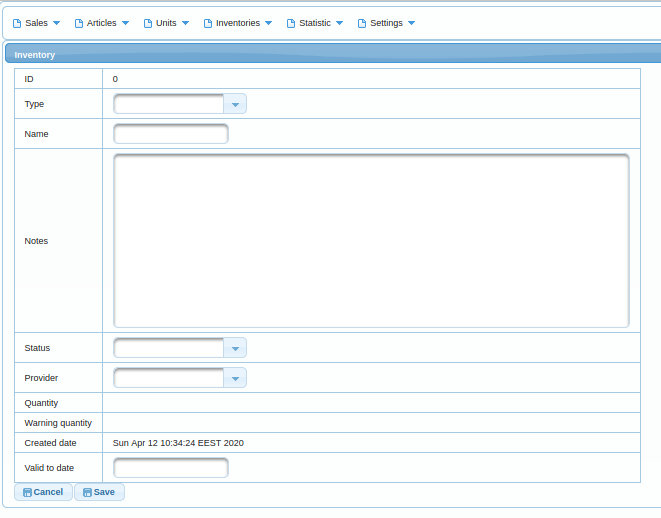 Sales Articles Units Inventories Statistic Settings
Inventory
ID 0
Type
Name
Notes
Status
Provider
Quantity
Warning quantity
Created date Sun Apr 12 10:34:24 EEST 2020
Valid to date
Cancel Save